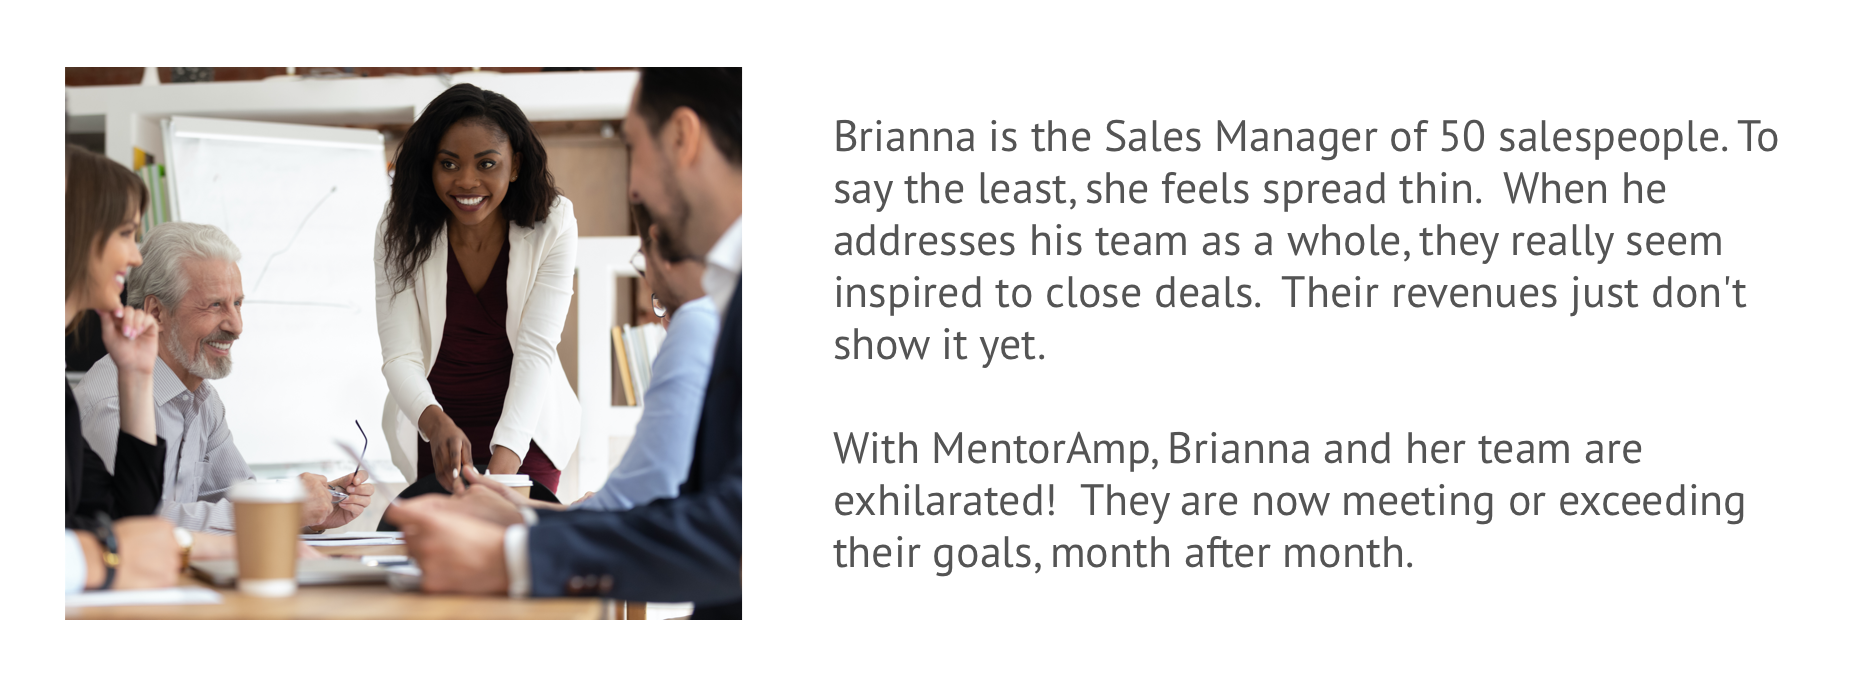 Brianna is the Sales Manager of 50 salespeople. To
say the least, she feels spread thin.  When he
addresses his team as a whole, they really seem
inspired to close deals.  Their revenues just don't
show it yet.

With MentorAmp, Brianna and her team are
exhilarated!  They are now meeting or exceeding
their goals, month after month.